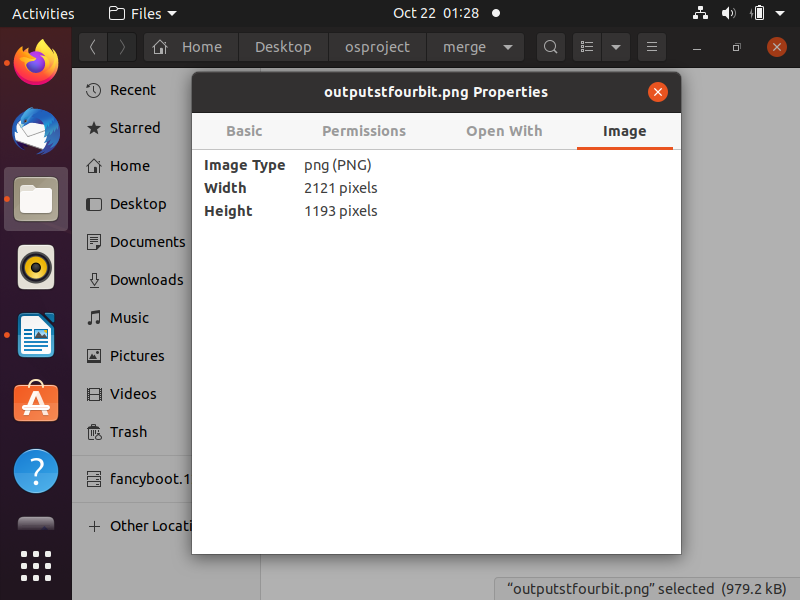 Activities Files Oct 22 01:28
Home Desktop osproject merge
Recent
Starred
Home
Desktop
Documents
Downloads
Music
Pictures
Videos
Trash
fancyboot.1
Other Locati
outputstfourbit.png Properties
Basic Permissions Open With Image
Image Type png (PNG)
Width 2121 pixels
Height 1193 pixels
“outputstfourbit.png” selected (979.2 kB)